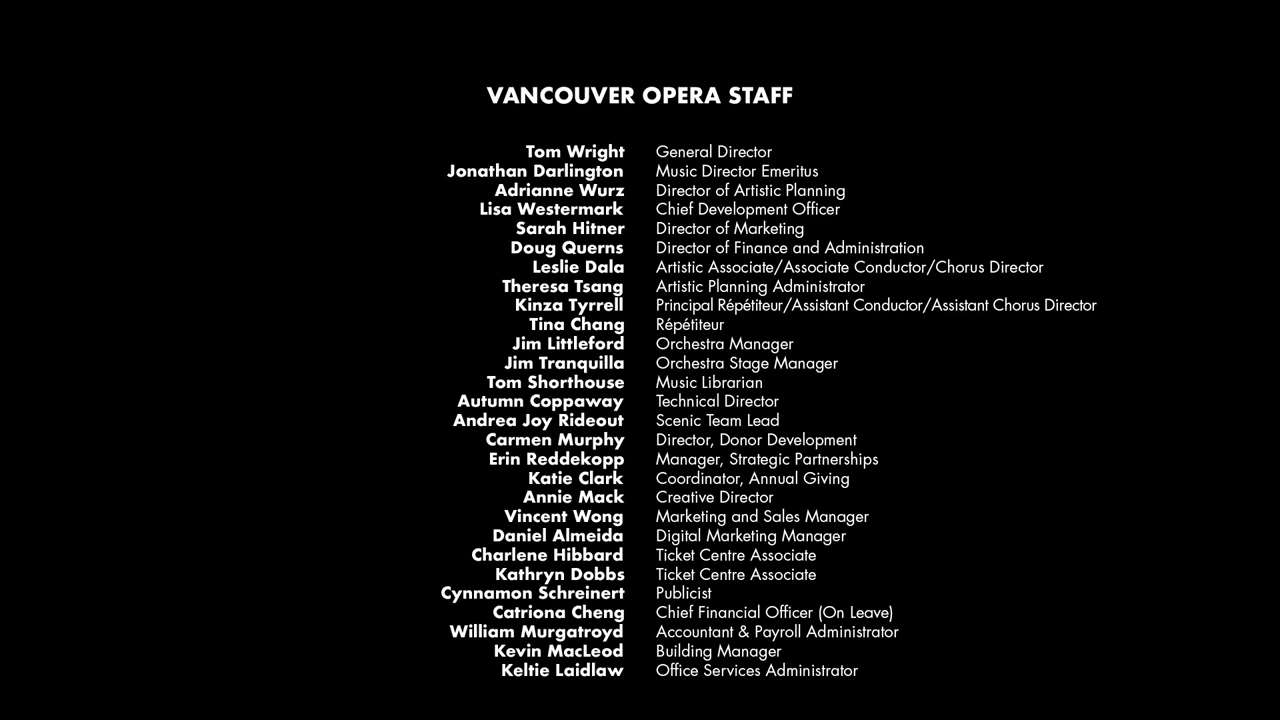 VANCOUVER OPERA STAFF
Tom Wright General Director
Jonathan Darlington Music Director Emeritus
Adrianne Wurz Director of Artistic Planning
Lisa Westermark Chief Development Officer
Sarah Hitner Director of Marketing
Doug Querns Director of Finance and Administration
Leslie Dala Artistic Associate/Associate Conductor/Chorus Director
Theresa Tsang Artistic Planning Administrator
Kinza Tyrrell Principal Répétiteur/Assistant Conductor/Assistant Chorus Director
Tina Chang Répétiteur
Jim Littleford Orchestra Manager
Jim Tranquilla Orchestra Stage Manager
Tom Shorthouse Music Librarian
Autumn Coppaway Technical Director
Andrea Joy Rideout Scenic Team Lead
Carmen Murphy Director, Donor Development
Erin Reddekopp Manager, Strategic Partnerships
Katie Clark Coordinator, Annual Giving
Annie Mack Creative Director
Vincent Wong Marketing and Sales Manager
Daniel Almeida Digital Marketing Manager
Charlene Hibbard Ticket Centre Associate
Kathryn Dobbs Ticket Centre Associate
Cynnamon Schreinert Publicist
Catriona Cheng Chief Financial Officer (On Leave)
William Murgatroyd Accountant & Payroll Administrator
Kevin MacLeod Building Manager
Keltie Laidlaw Office Services Administrator